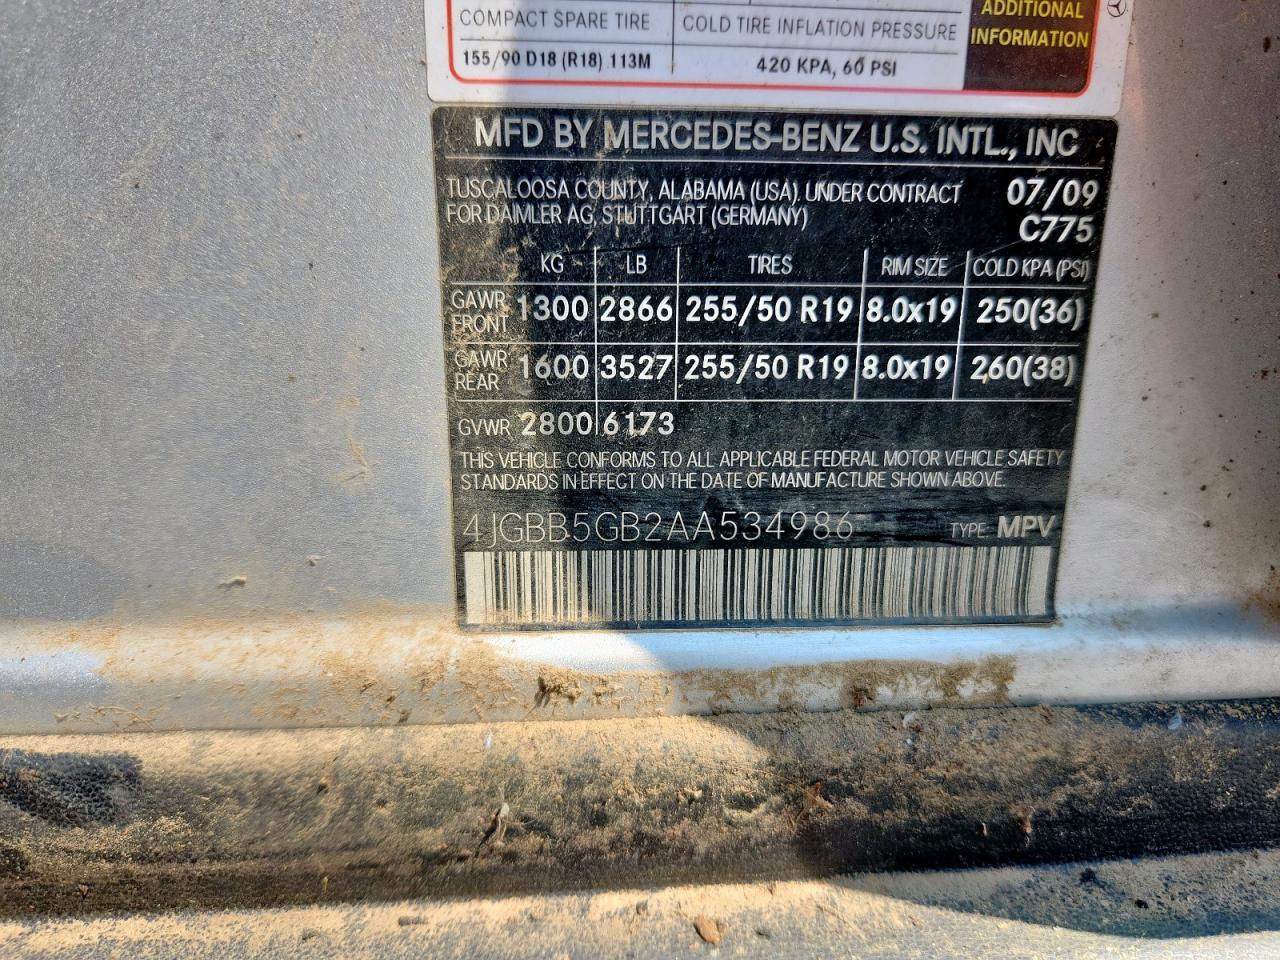 COMPACT SPARE TIRE COLD TIRE INFLATION PRESSURE
155/90 D18 (R18) 113M 420 KPA, 60 PSI
ADDITIONAL
INFORMATION
MFD BY MERCEDES-BENZ U.S. INTL., INC
TUSCALOOSA COUNTY, ALABAMA (USA) UNDER CONTRACT 07/09
FOR DAIMLER AG, STUTTGART (GERMANY) C775
KG LB TIRES RIM SIZE COLD KPA (PSI)
GAWR FRONT 1300 2866 255/50 R19 8.0x19 250(36)
GAWR REAR 1600 3527 255/50 R19 8.0x19 260(38)
GVWR 2800 6173
THIS VEHICLE CONFORMS TO ALL APPLICABLE FEDERAL MOTOR VEHICLE SAFETY
STANDARDS IN EFFECT ON THE DATE OF MANUFACTURE SHOWN ABOVE.
4JGBB5GB2AA534986 TYPE MPV